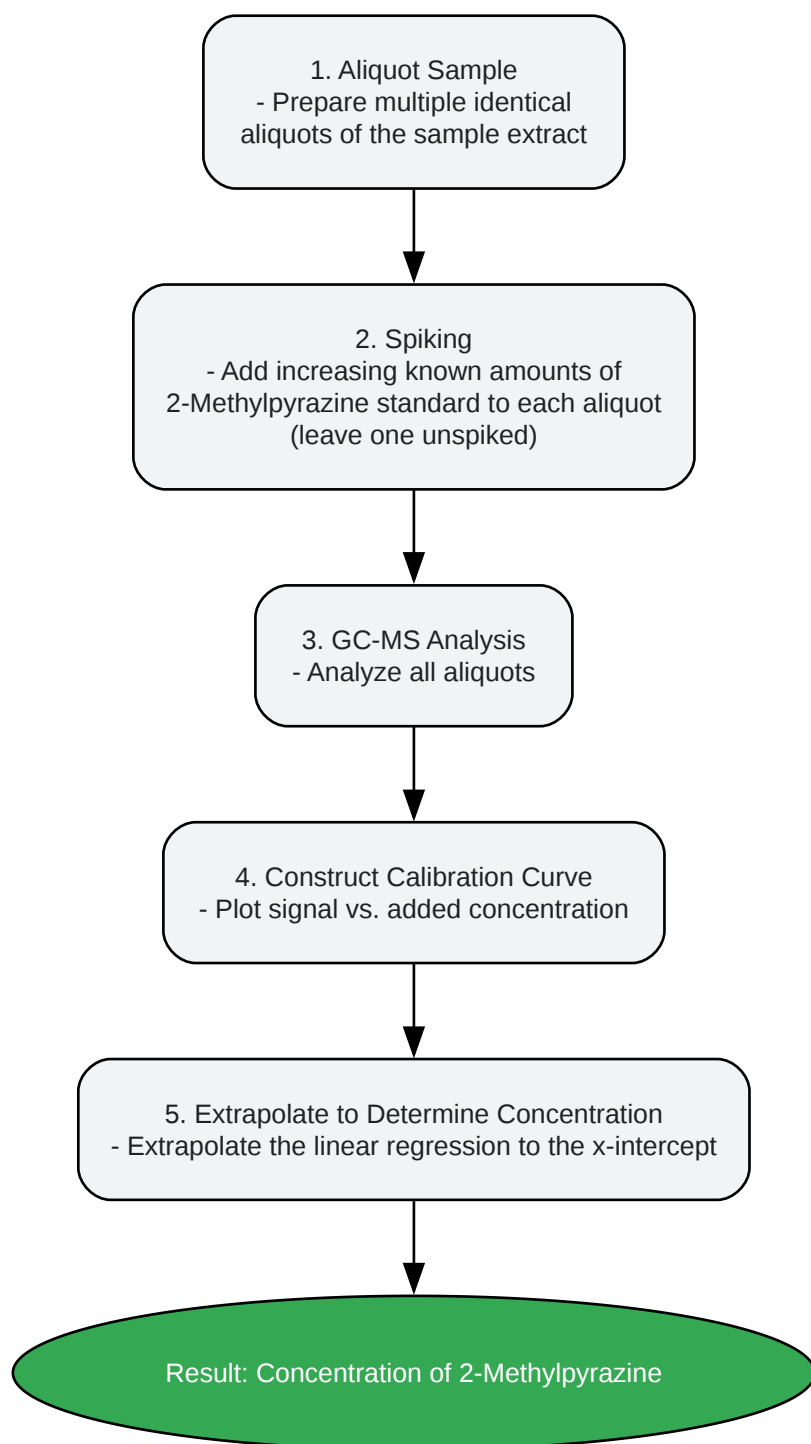 1. Aliquot Sample
- Prepare multiple identical
aliquots of the sample extract
2. Spiking
- Add increasing known amounts of
2-Methylpyrazine standard to each aliquot
(leave one unspiked)
3. GC-MS Analysis
- Analyze all aliquots
4. Construct Calibration Curve
- Plot signal vs. added concentration
5. Extrapolate to Determine Concentration
- Extrapolate the linear regression to the x-intercept
Result: Concentration of 2-Methylpyrazine